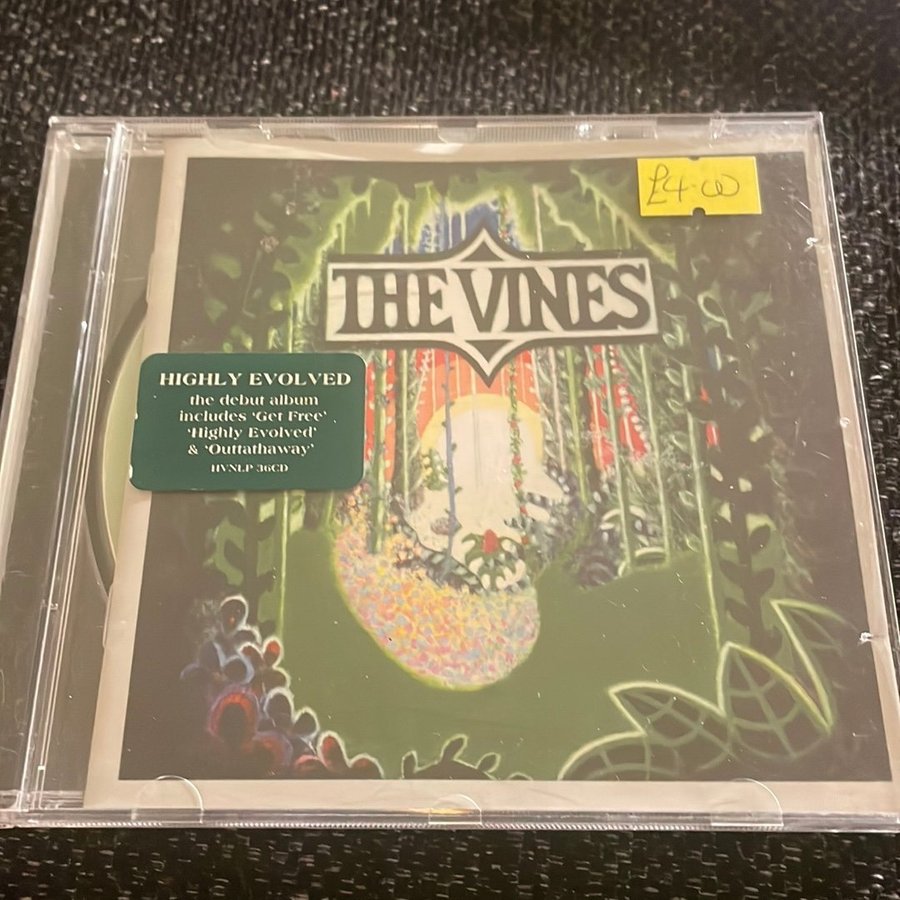 £4.00
THE VINES
HIGHLY EVOLVED
the debut album
includes 'Get Free'
'Highly Evolved'
& 'Outtathaway'
HVNLP 36CD